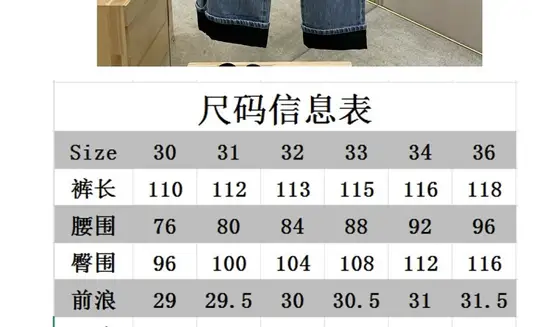 尺码信息表
Size 30 31 32 33 34 36
裤长 110 112 113 115 116 118
腰围 76 80 84 88 92 96
臀围 96 100 104 108 112 116
前浪 29 29.5 30 30.5 31 31.5